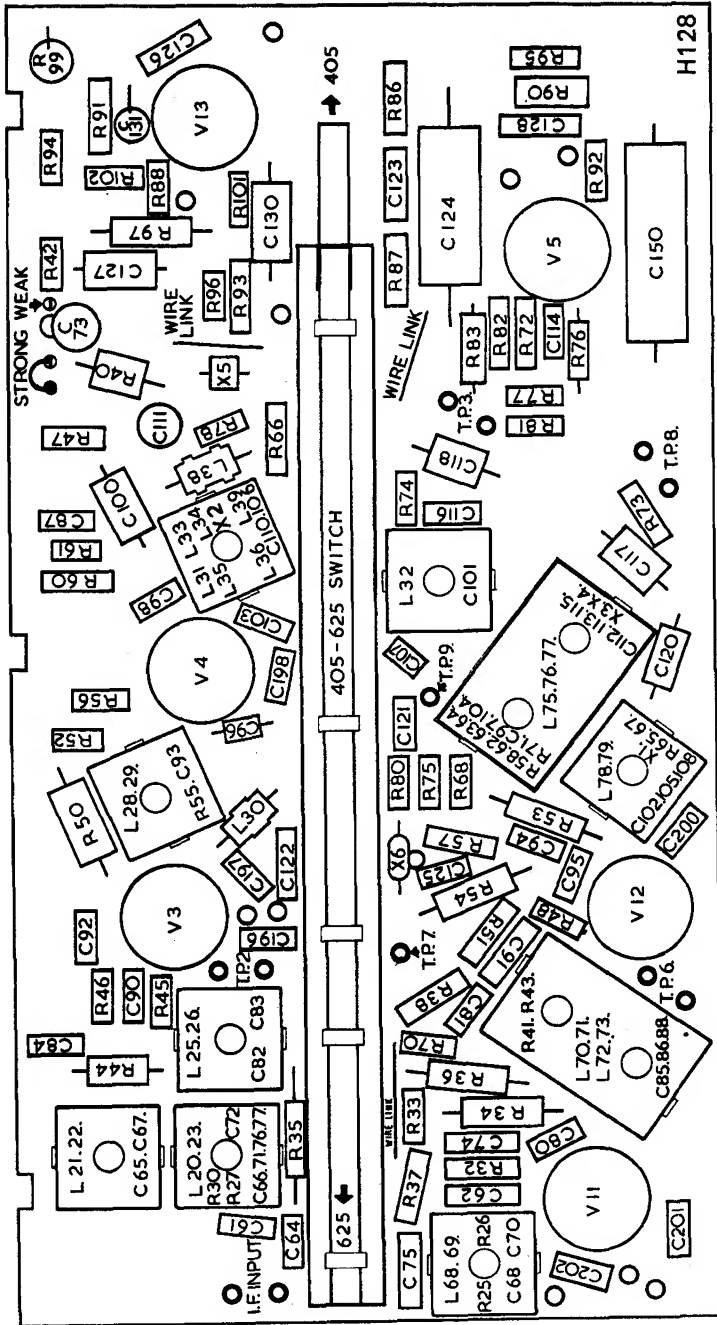 R 99
C126
H128
R91
C 131
V13
R94
R102
R88
R97
R101
C130
R42
C127
R96
R93
STRONG WEAK
C 73
WIRE LINK
R40
X5
C111
R78
R47
R66
L38
C100
L33
L34
X2
L39
L31
L35
L36
C110.106
C87
R61
R60
C98
C103
V4
C198
R56
R52
C96
R50
L28.29.
R55.C93
L30
C197
C122
V3
C92
C196
T.P.2
R46
C90
R45
C84
R44
L25.26.
C82 C83
L21.22.
C65.C67.
L20.23.
R30
R27 C72
C66.71.76.77.
R35
C61
C64
I.F. INPUT
405
405-625 SWITCH
625
R86
R95
R90
C128
C123
C124
R92
R87
V5
C150
WIRE LINK
R83
R82
R72
C114
R76
T.P.3.
R77
R81
C118
T.P.8.
R74
C116
R73
C117
L32
C101
C107
T.P.9.
C112.113.115.
X3.X4.
L75.76.77.
R71.C97.104.
R58.62.63.64.
C120
C121
R80
R75
R68
L78.79.
X1.
R65.67
C102.105.108
C200
R53
C94
C95
R57
X6
C125
R54
V12
R48
R51
C91
T.P.7.
R38
C81
T.P.6.
R41.R43.
L70.71.
L72.73.
C85.86.88.
R70
R36
WIRE LINK
R33
R34
C74
R32
C62
C80
R37
V11
C75
L68.69.
R25 R26
C68 C70
C202
C201